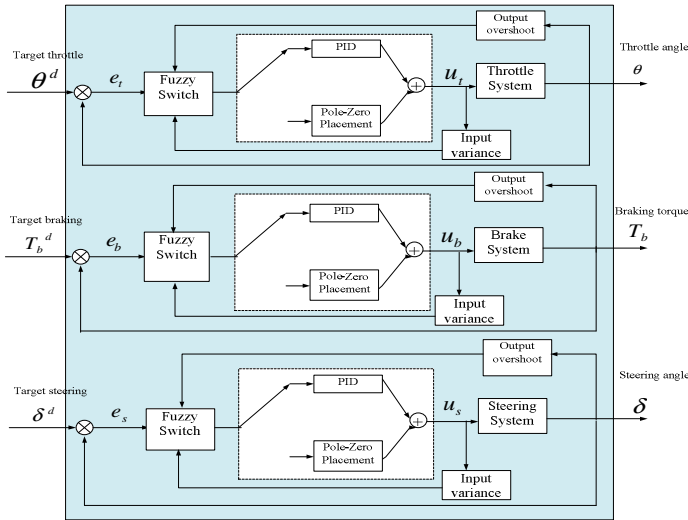 Output
overshoot
Target throttle
Throttle angle
PID
θ^d
e_t
Fuzzy
Switch
u_t
Throttle
System
θ
Pole-Zero
Placement
Input
variance
Output
overshoot
Target braking
Braking torque
PID
T_b^d
e_b
Fuzzy
Switch
u_b
Brake
System
T_b
Pole-Zero
Placement
Input
variance
Output
overshoot
Target steering
Steering angle
PID
δ^d
e_s
Fuzzy
Switch
u_s
Steering
System
δ
Pole-Zero
Placement
Input
variance